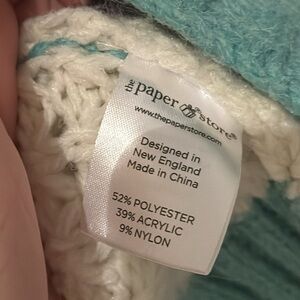 the paper store®
www.thepaperstore.com
Designed in
New England
Made in China
52% POLYESTER
39% ACRYLIC
9% NYLON